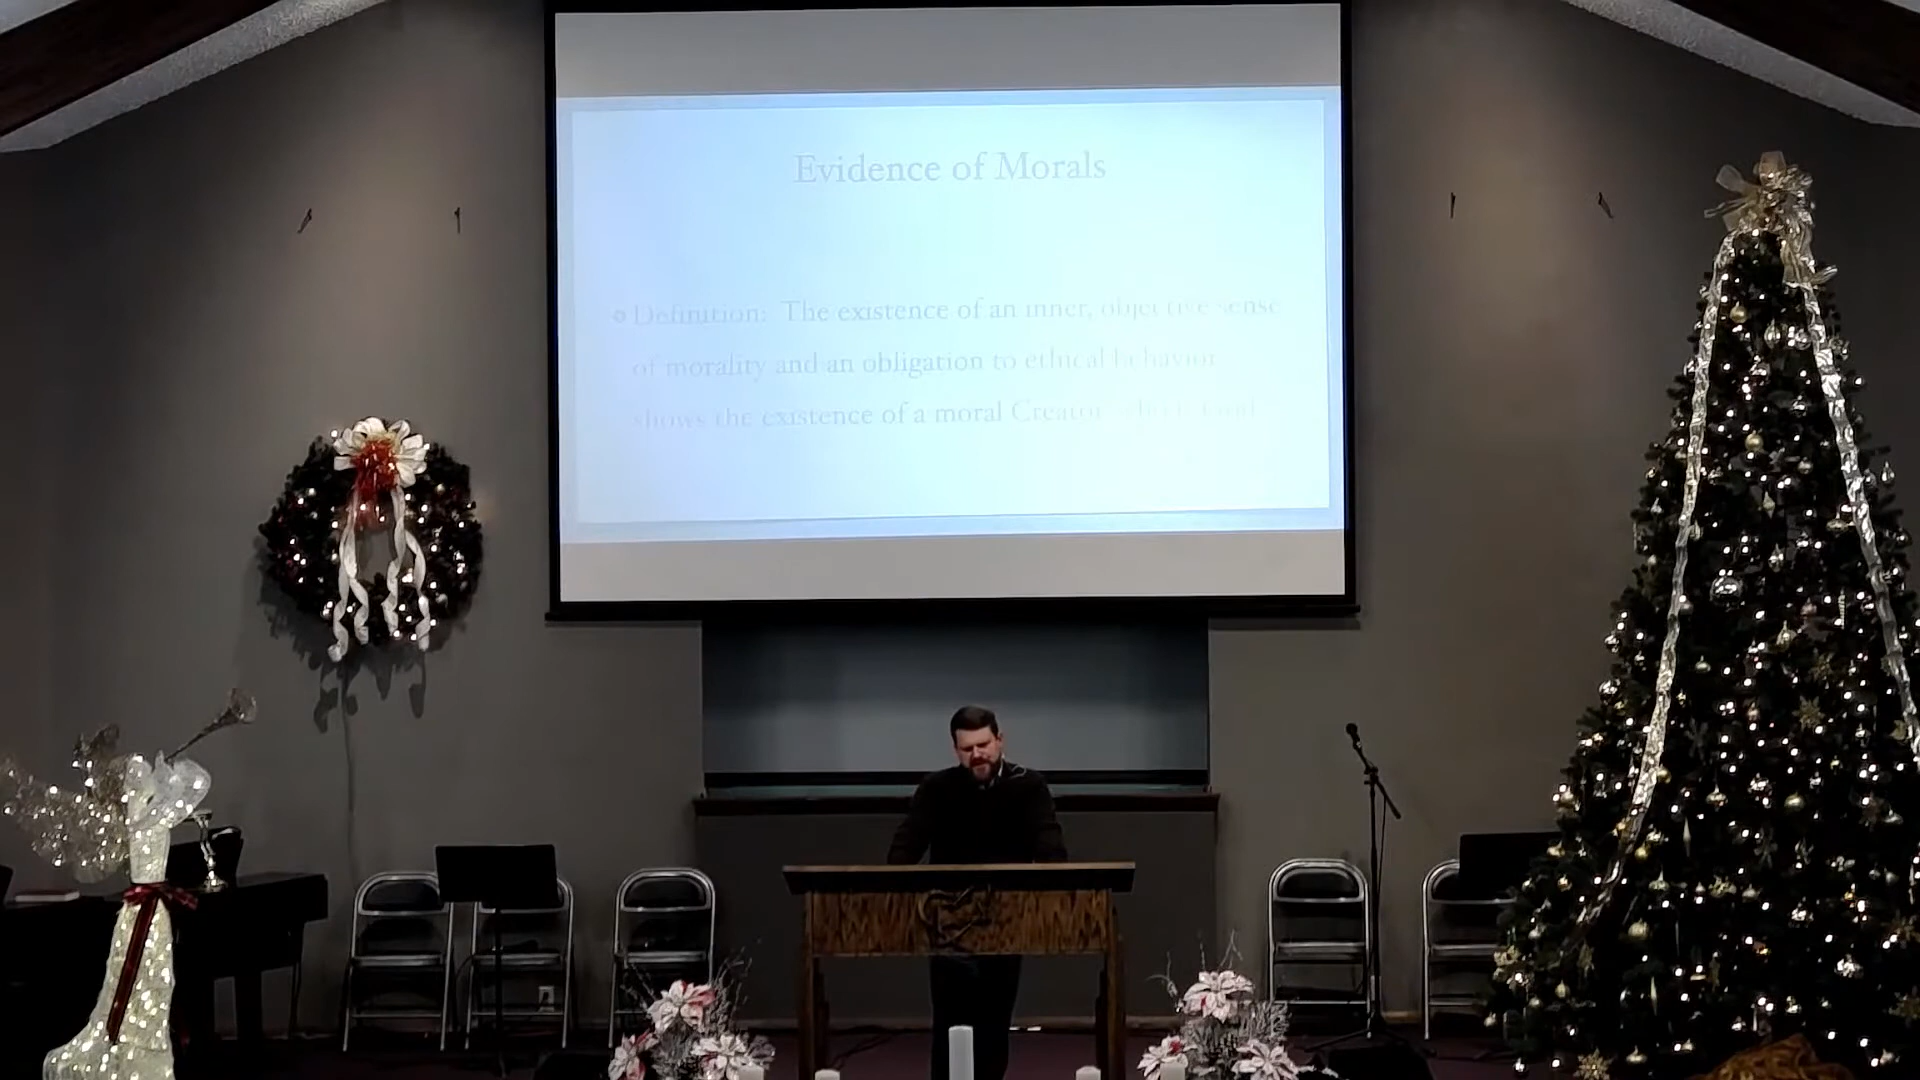 Evidence of Morals
Definition: The existence of an inner, objective sense
of morality and an obligation to ethical behavior
shows the existence of a moral Creator